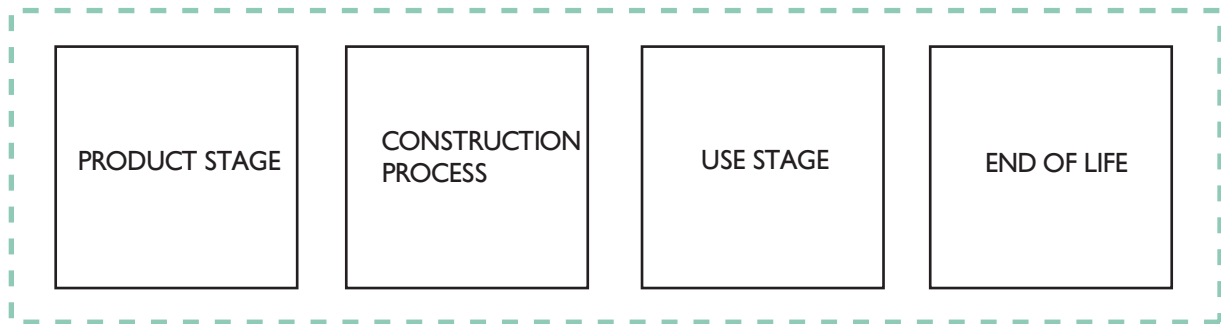 PRODUCT STAGE
CONSTRUCTION
PROCESS
USE STAGE
END OF LIFE